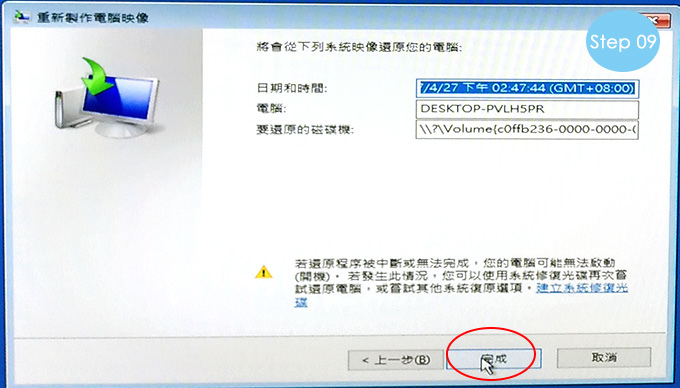 重新製作電腦映像
Step 09
將會從下列系統映像還原您的電腦:
日期和時間:
7/4/27 下午 02:47:44 (GMT+08:00)
電腦:
DESKTOP-PVLH5PR
要還原的磁碟機:
\\?\Volume{c0ffb236-0000-0000-0
若還原程序被中斷或無法完成，您的電腦可能無法啟動
(開機)。若發生此情況，您可以使用系統修復光碟再次嘗
試還原電腦，或嘗試其他系統復原選項。建立系統修復光
碟
< 上一步(B)
完成
取消